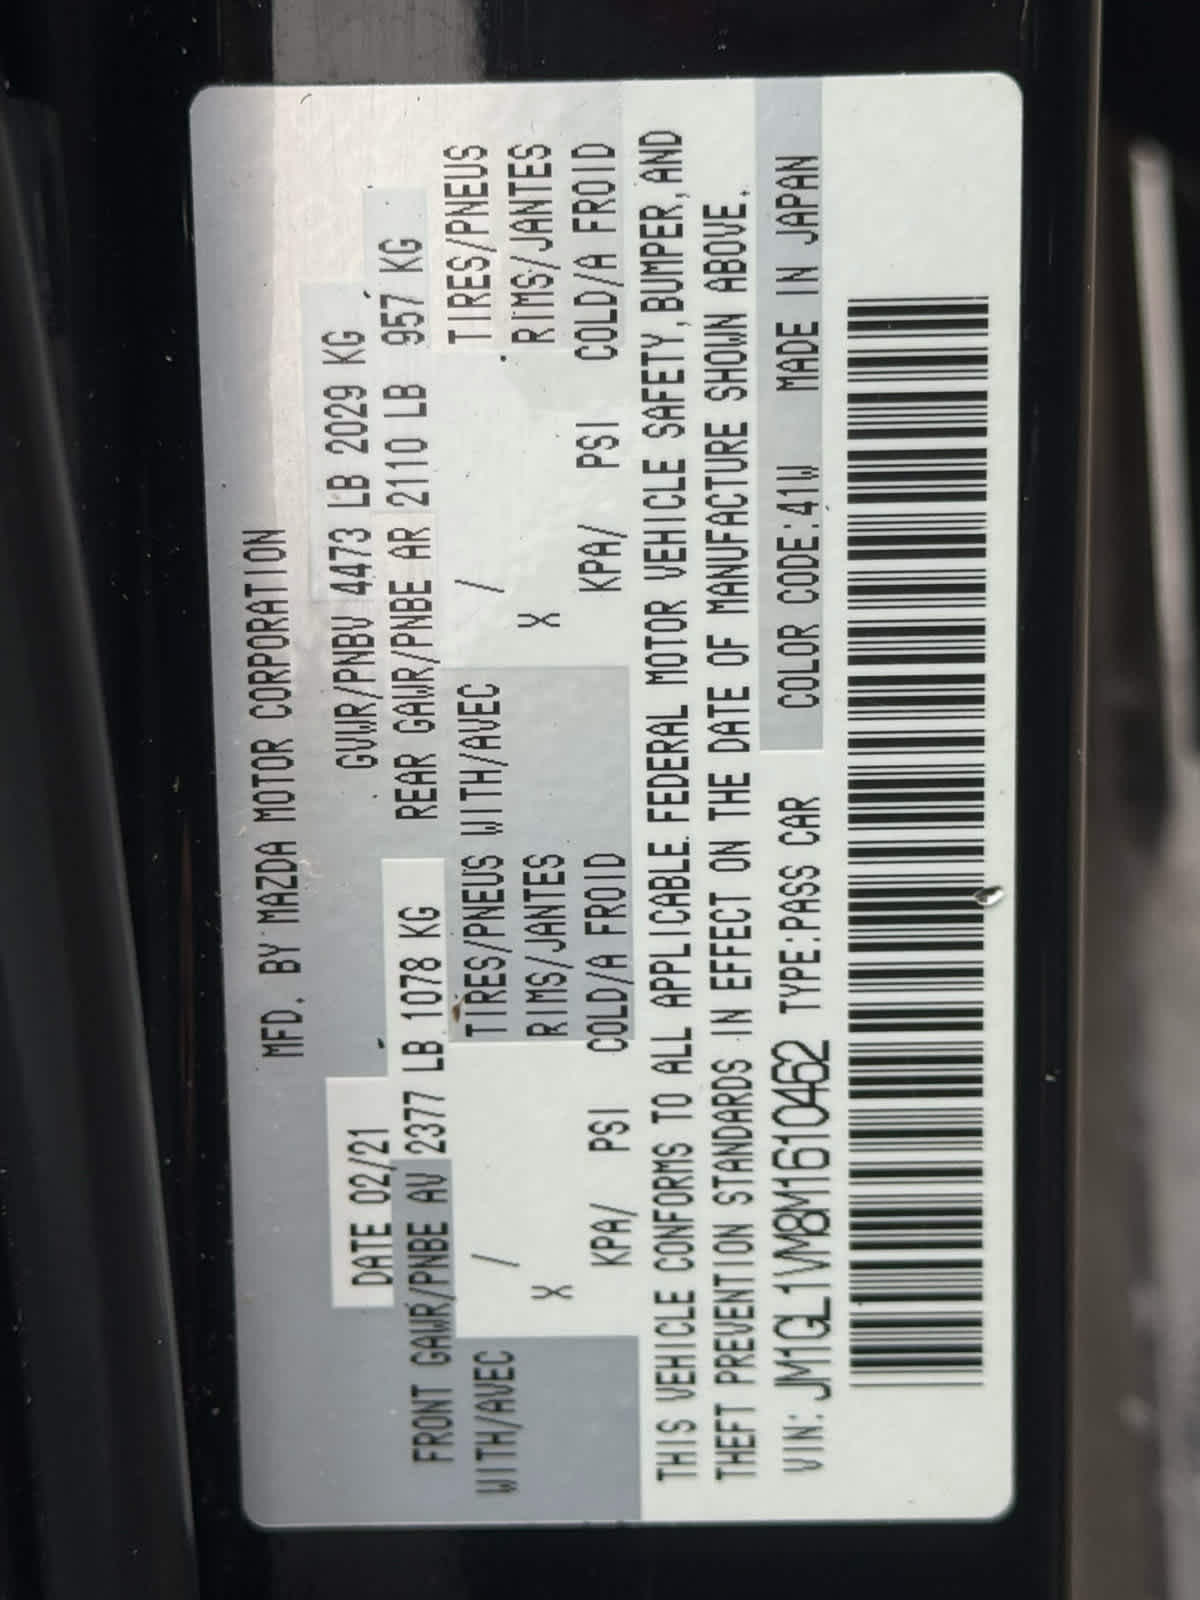 MFD. BY MAZDA MOTOR CORPORATION
DATE 02/21 GVWR/PNBV 4473 LB 2029 KG
FRONT GAWR/PNBE AV 2377 LB 1078 KG REAR GAWR/PNBE AR 2110 LB 957 KG
WITH/AVEC / TIRES/PNEUS WITH/AVEC / TIRES/PNEUS
X RIMS/JANTES X RIMS/JANTES
KPA/ PSI COLD/A FROID KPA/ PSI COLD/A FROID
THIS VEHICLE CONFORMS TO ALL APPLICABLE FEDERAL MOTOR VEHICLE SAFETY, BUMPER, AND
THEFT PREVENTION STANDARDS IN EFFECT ON THE DATE OF MANUFACTURE SHOWN ABOVE.
VIN: JM1GL1VM8M1610462 TYPE:PASS CAR COLOR CODE:41W MADE IN JAPAN